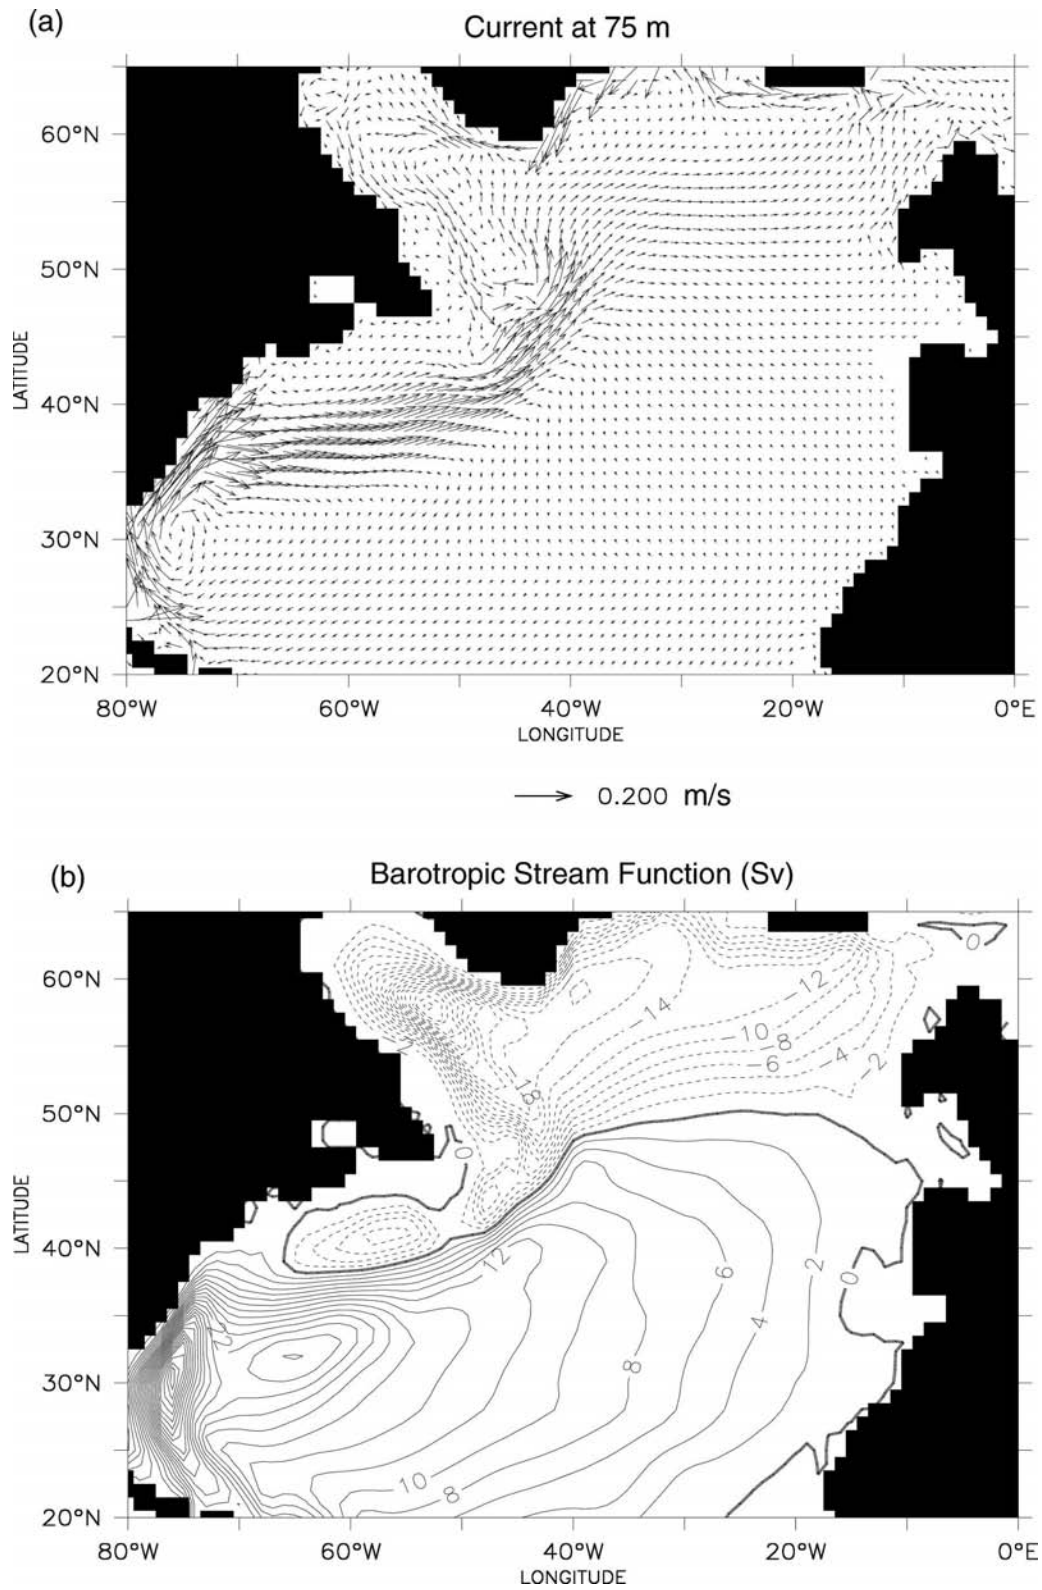 (a)
Current at 75 m
60°N
50°N
40°N
30°N
20°N
LATITUDE
80°W 60°W 40°W 20°W 0°E
LONGITUDE
0.200 m/s
(b)
Barotropic Stream Function (Sv)
0
-12
-14
-10
-8
-6 -4 -2
-18
0
12
6 2 0
4
8
10
8
60°N
50°N
40°N
30°N
20°N
LATITUDE
80°W 60°W 40°W 20°W 0°
LONGITUDE